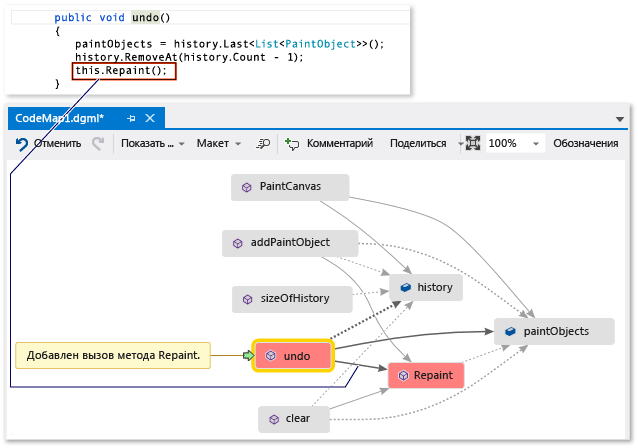 public void undo()
{
paintObjects = history.Last<List<PaintObject>>();
history.RemoveAt(history.Count - 1);
this.Repaint();
}
CodeMap1.dgml*
Отменить Показать ... Макет Комментарий Поделиться 100% Обозначения
PaintCanvas
addPaintObject
history
sizeOfHistory
paintObjects
Добавлен вызов метода Repaint.
undo
Repaint
clear